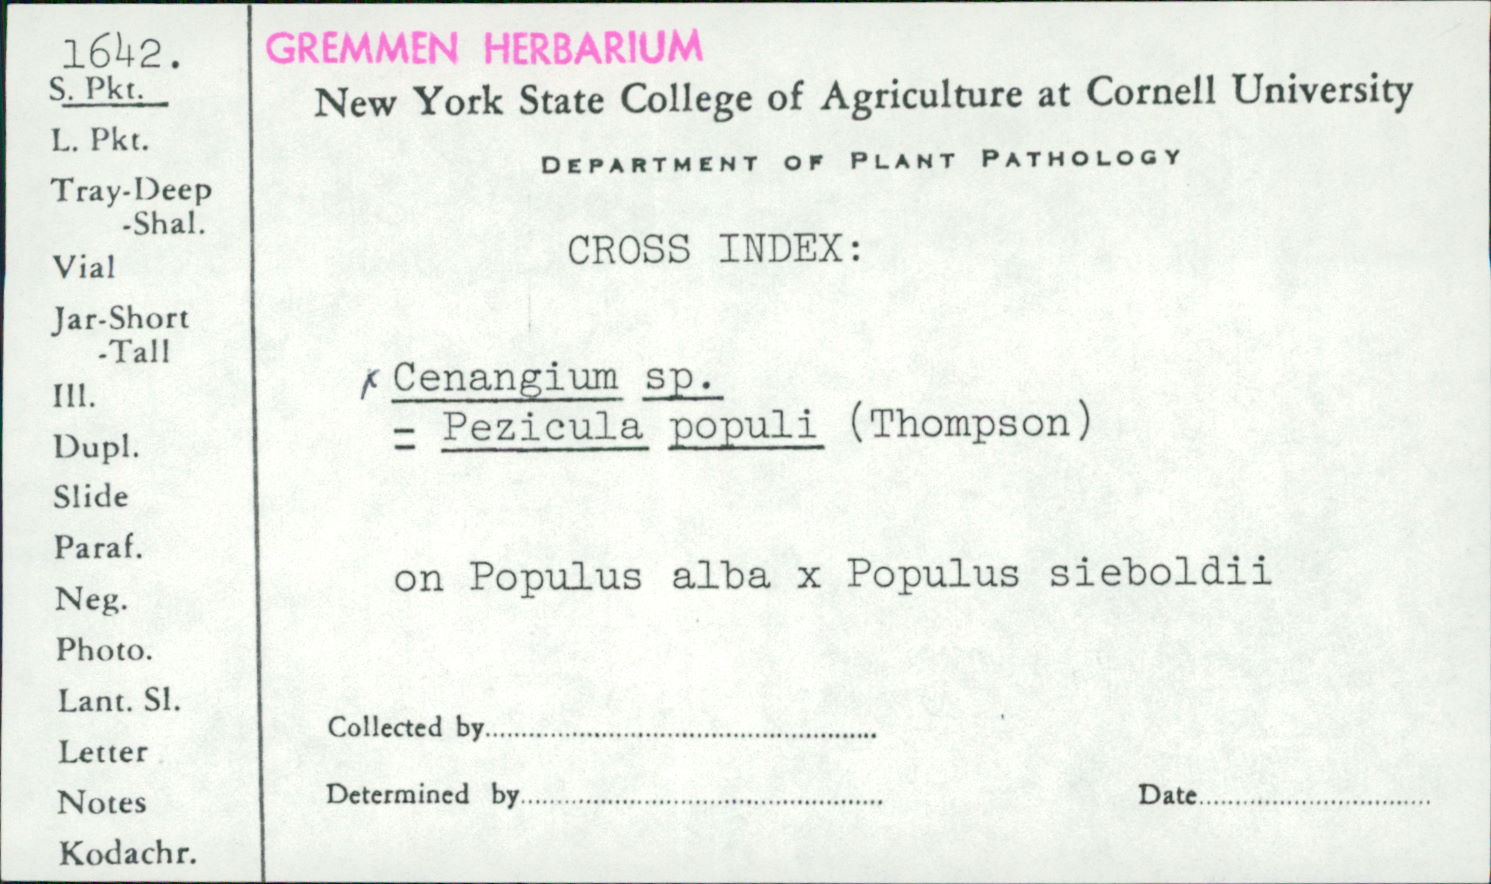 1642.
S. Pkt.
L. Pkt.
Tray-Deep
-Shal.
Vial
Jar-Short
-Tall
Ill.
Dupl.
Slide
Paraf.
Neg.
Photo.
Lant. Sl.
Letter
Notes
Kodachr.
GREMMEN HERBARIUM
New York State College of Agriculture at Cornell University
DEPARTMENT OF PLANT PATHOLOGY
CROSS INDEX:
Cenangium sp.
= Pezicula populi (Thompson)
on Populus alba x Populus sieboldii
Collected by
Determined by
Date